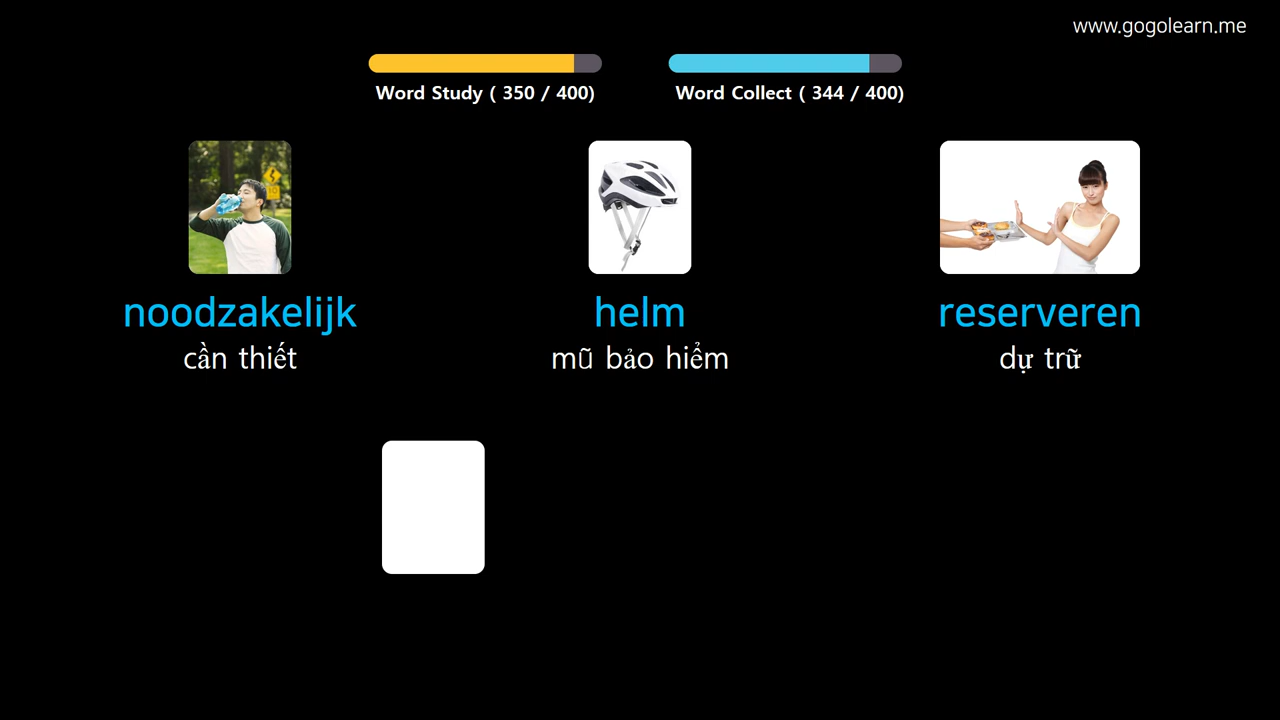 www.gogolearn.me
Word Study ( 350 / 400)
Word Collect ( 344 / 400)
noodzakelijk
helm
reserveren
cần thiết
mũ bảo hiểm
dự trữ